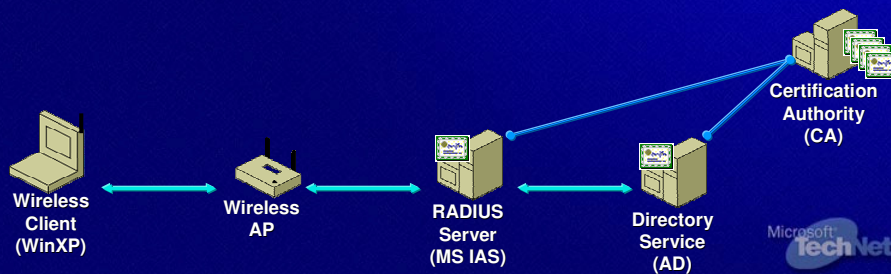 Certification
Authority
(CA)
Wireless
Client
(WinXP)
Wireless
AP
RADIUS
Server
(MS IAS)
Directory
Service
(AD)
Microsoft
TechNet